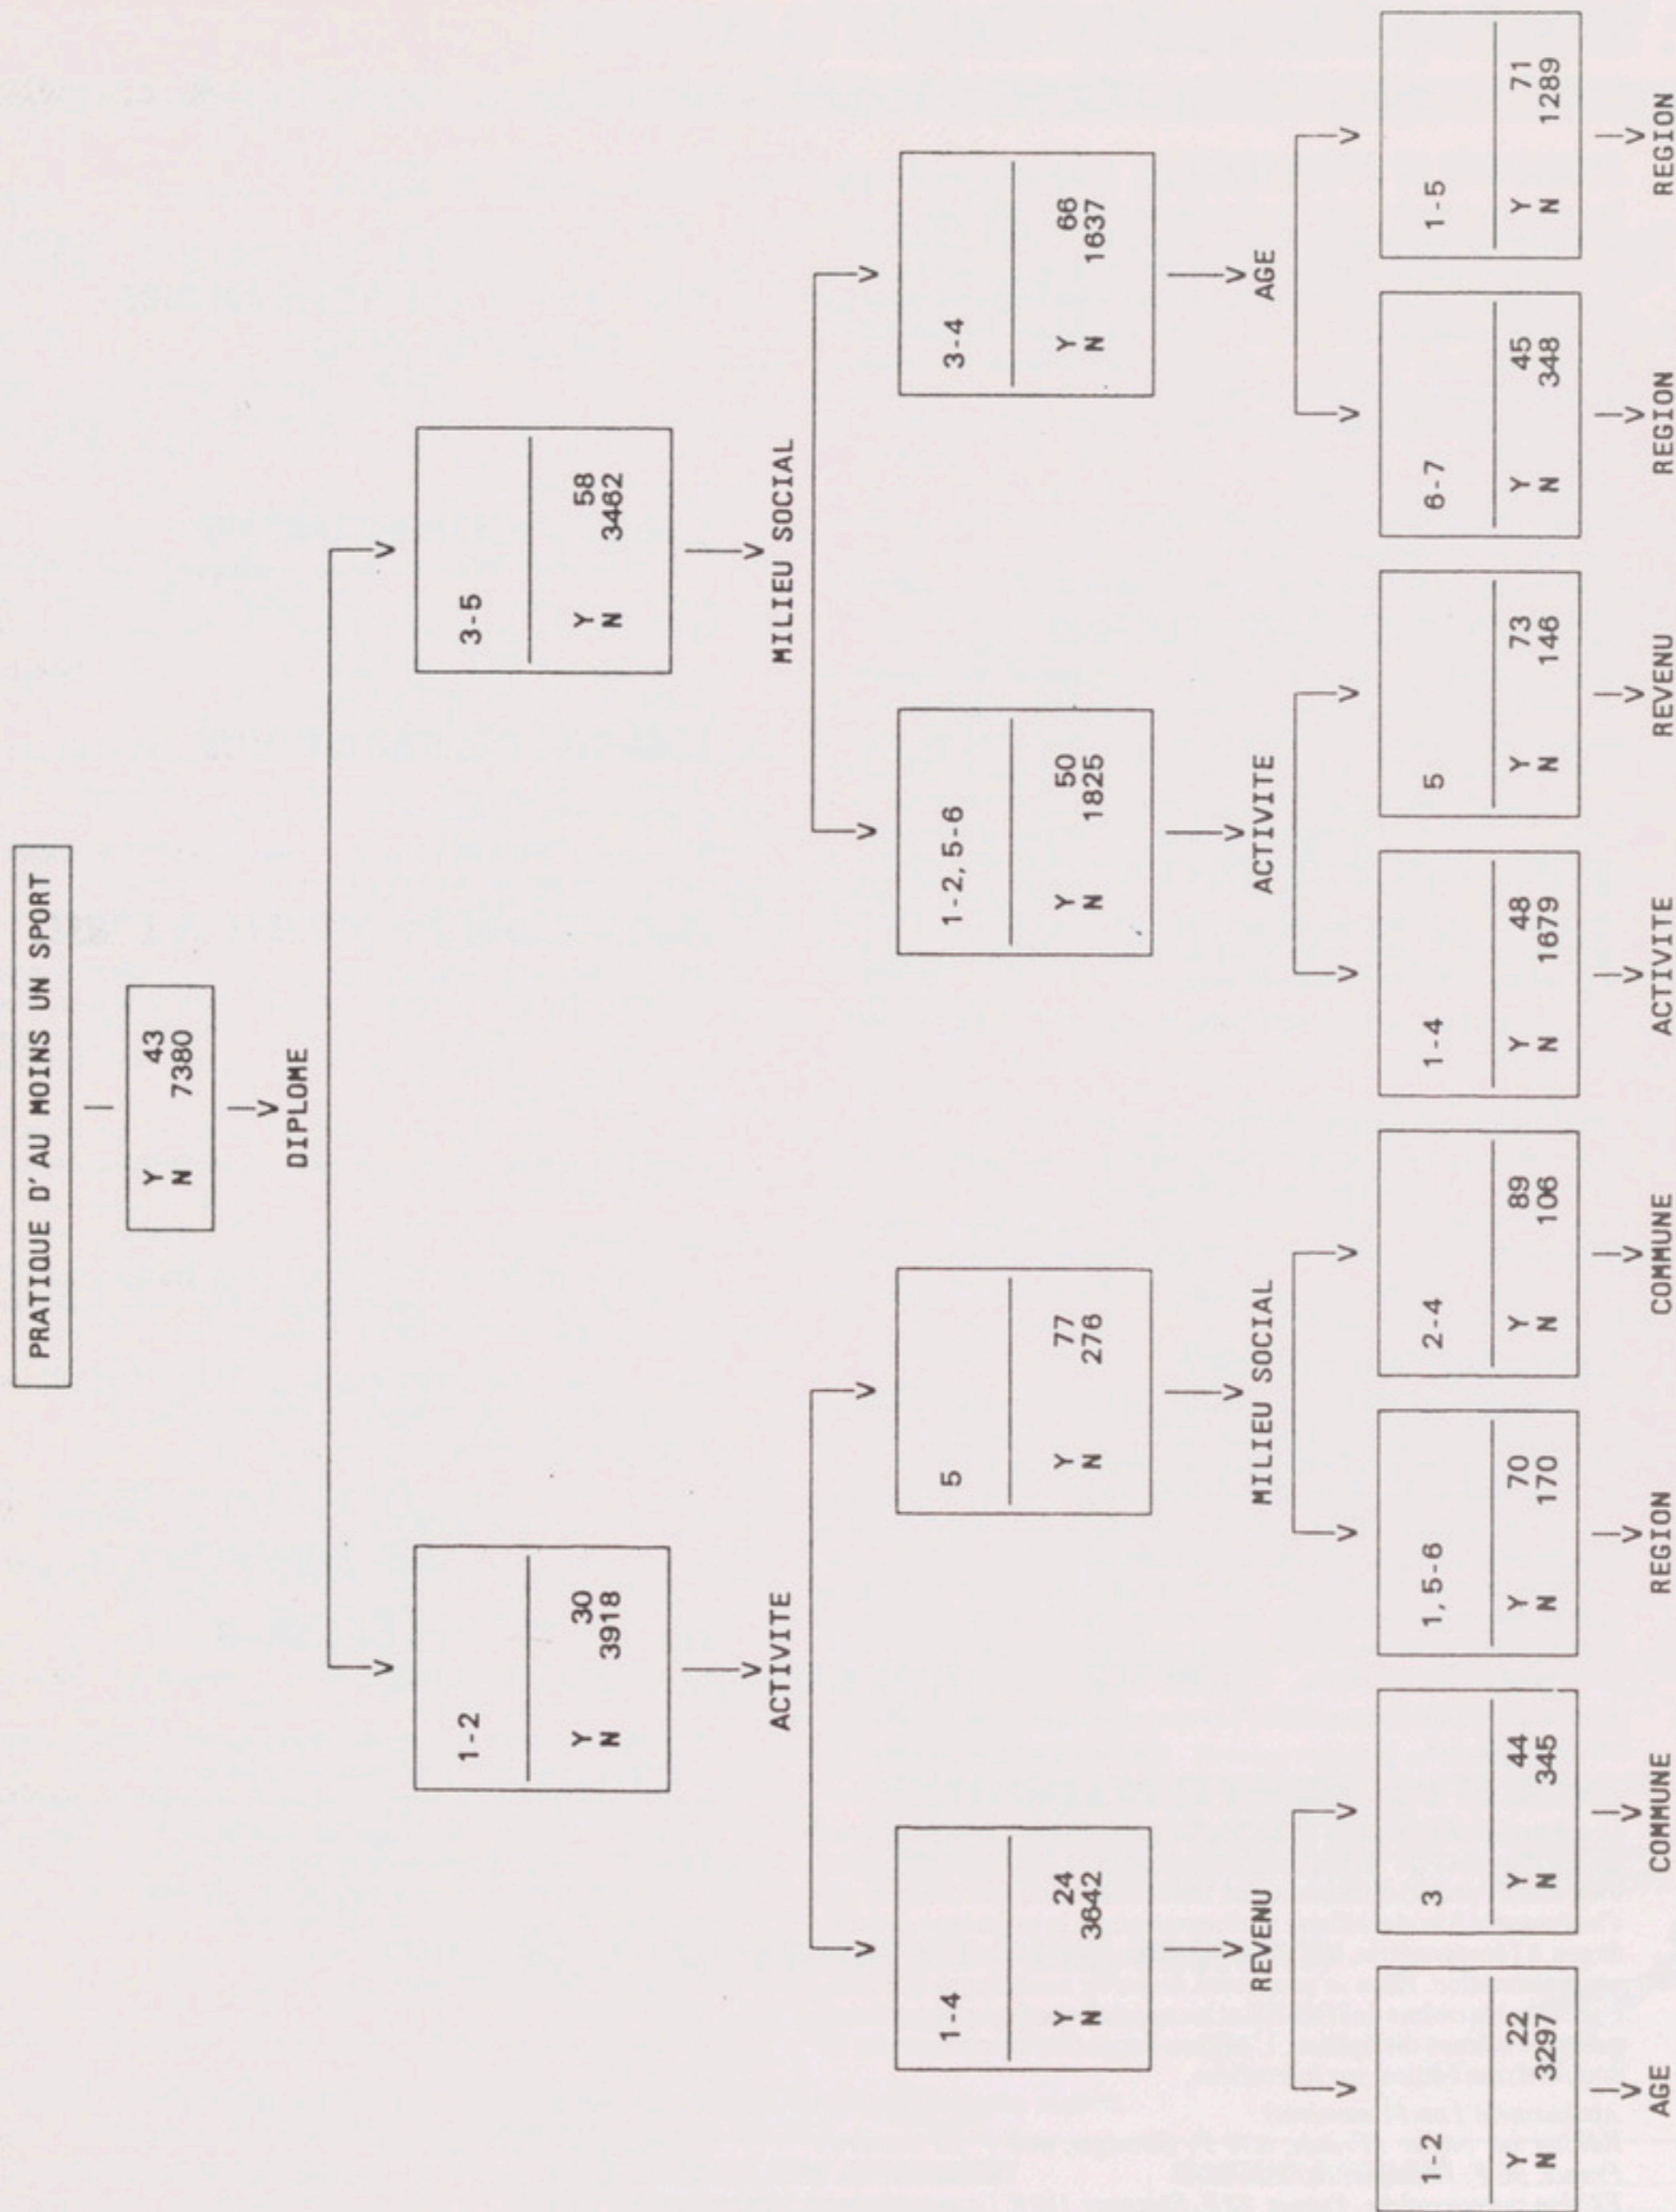 PRATIQUE D'AU MOINS UN SPORT
Y 43
N 7380
DIPLOME
1-2
Y 30
N 3918
3-5
Y 58
N 3462
ACTIVITE
MILIEU SOCIAL
1-4
Y 24
N 3642
5
Y 77
N 276
1-2, 5-6
Y 50
N 1825
3-4
Y 66
N 1637
REVENU
MILIEU SOCIAL
ACTIVITE
AGE
1-2
Y 22
N 3297
3
Y 44
N 345
1, 5-6
Y 70
N 170
2-4
Y 89
N 106
1-4
Y 48
N 1679
5
Y 73
N 146
6-7
Y 45
N 348
1-5
Y 71
N 1289
AGE
COMMUNE
REGION
COMMUNE
ACTIVITE
REVENU
REGION
REGION